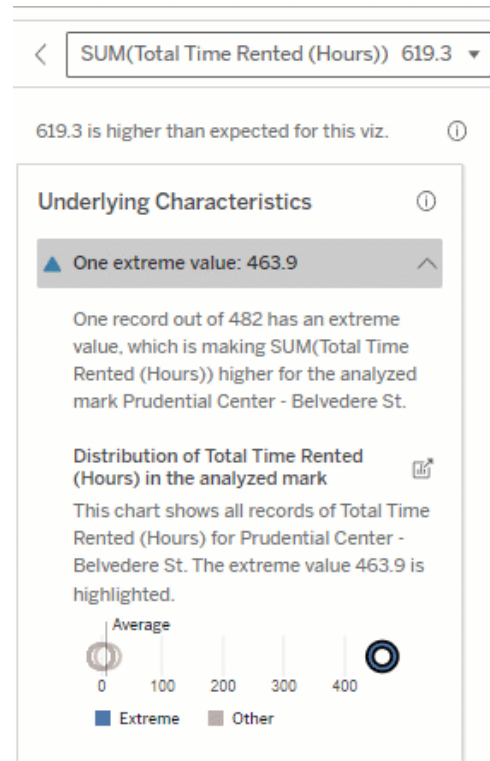 SUM(Total Time Rented (Hours)) 619.3
619.3 is higher than expected for this viz.
Underlying Characteristics
One extreme value: 463.9
One record out of 482 has an extreme
value, which is making SUM(Total Time
Rented (Hours)) higher for the analyzed
mark Prudential Center - Belvedere St.
Distribution of Total Time Rented
(Hours) in the analyzed mark
This chart shows all records of Total Time
Rented (Hours) for Prudential Center -
Belvedere St. The extreme value 463.9 is
highlighted.
Average
0 100 200 300 400
Extreme Other